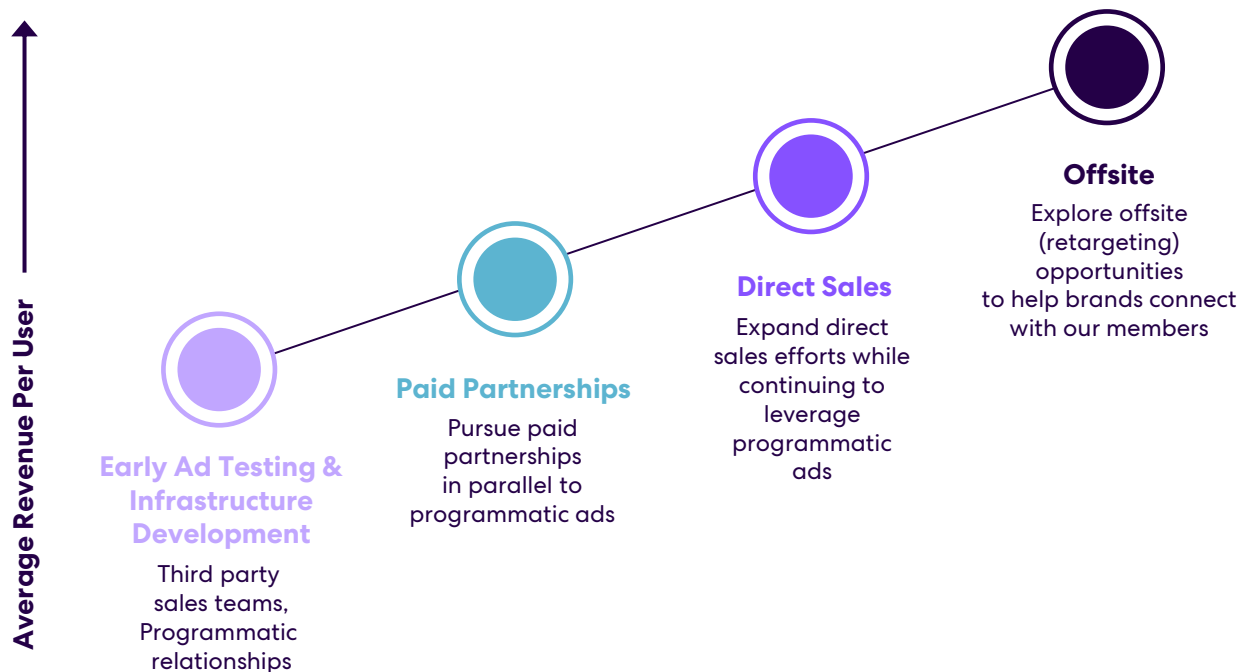 Average Revenue Per User
Early Ad Testing &
Infrastructure
Development
Third party
sales teams,
Programmatic
relationships
Paid Partnerships
Pursue paid
partnerships
in parallel to
programmatic ads
Direct Sales
Expand direct
sales efforts while
continuing to
leverage
programmatic
ads
Offsite
Explore offsite
(retargeting)
opportunities
to help brands connect
with our members